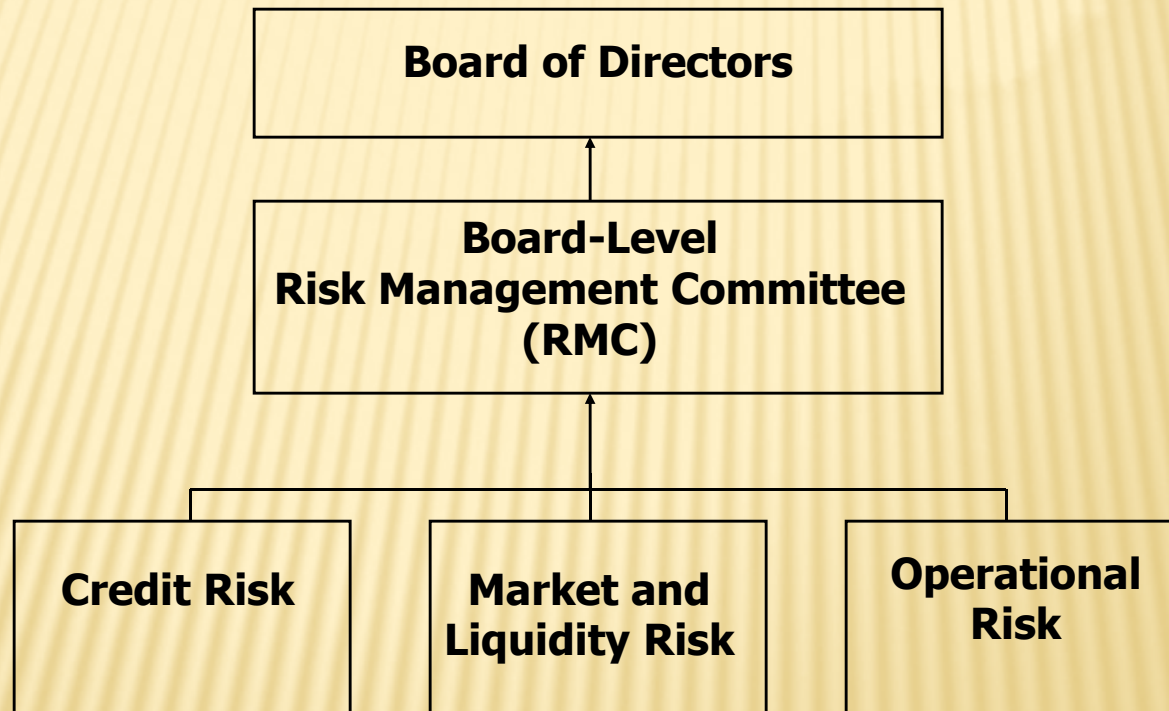 Board of Directors
Board-Level
Risk Management Committee
(RMC)
Credit Risk
Market and
Liquidity Risk
Operational
Risk